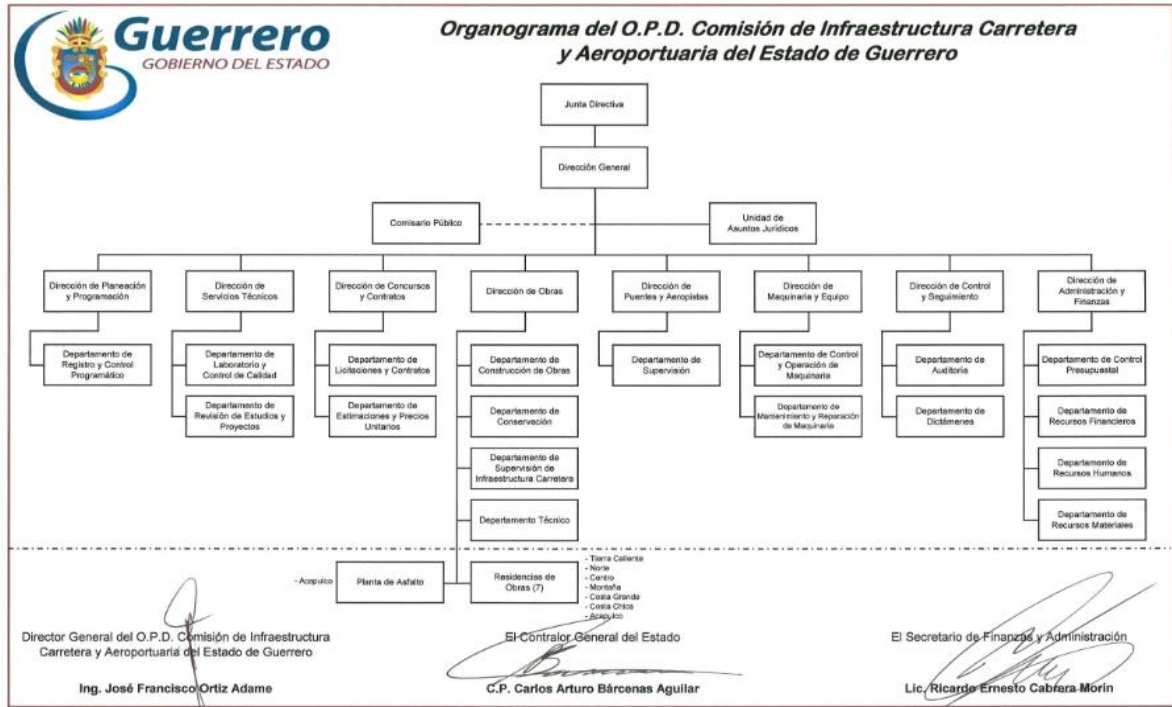 Guerrero
GOBIERNO DEL ESTADO
Organograma del O.P.D. Comisión de Infraestructura Carretera
y Aeroportuaria del Estado de Guerrero
Junta Directiva
Dirección General
Comisario Público
Unidad de
Asuntos Jurídicos
Dirección de Planeación
y Programación
Dirección de
Servicios Técnicos
Dirección de Concursos
y Contratos
Dirección de Obras
Dirección de
Puentes y Aeropistas
Dirección de
Maquinaria y Equipo
Dirección de Control
y Seguimiento
Dirección de
Administración y
Finanzas
Departamento de
Registro y Control
Programático
Departamento de
Laboratorio y
Control de Calidad
Departamento de
Licitaciones y Contratos
Departamento de
Construcción de Obras
Departamento de
Supervisión
Departamento de Control
y Operación de
Maquinaria
Departamento de
Auditoría
Departamento de Control
Presupuestal
Departamento de
Revisión de Estudios y
Proyectos
Departamento de
Estimaciones y Precios
Unitarios
Departamento de
Conservación
Departamento de
Mantenimiento y Reparación
de Maquinaria
Departamento de
Dictámenes
Departamento de
Recursos Financieros
Departamento de
Supervisión de
Infraestructura Carretera
Departamento de
Recursos Humanos
Departamento Técnico
Departamento de
Recursos Materiales
- Acapulco
Planta de Asfalto
Residencias de
Obras (7)
- Tierra Caliente
- Norte
- Centro
- Montaña
- Costa Grande
- Costa Chica
- Acapulco
Director General del O.P.D. Comisión de Infraestructura
Carretera y Aeroportuaria del Estado de Guerrero
Ing. José Francisco Ortiz Adame
El Contralor General del Estado
C.P. Carlos Arturo Bárcenas Aguilar
El Secretario de Finanzas y Administración
Lic. Ricardo Ernesto Cabrera Morín